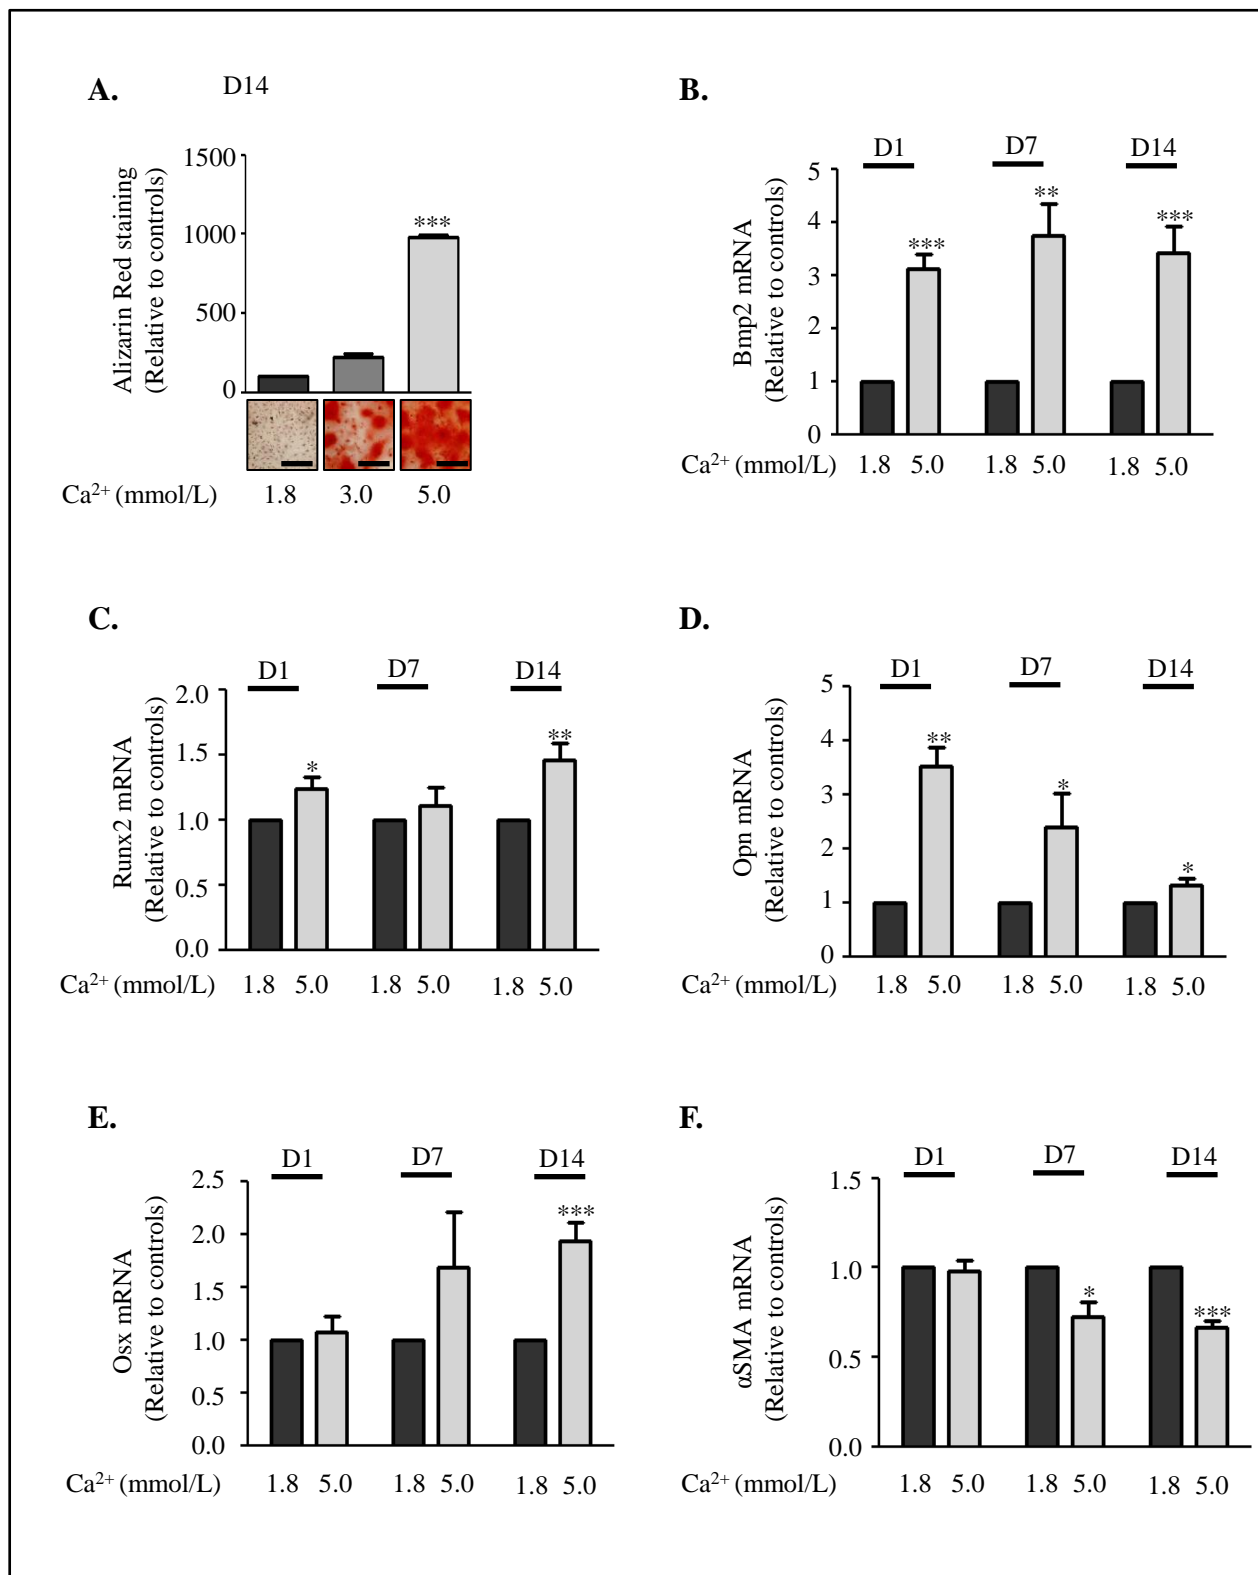 A.
D14
Alizarin Red staining
(Relative to controls)
1500
1000
500
0
***
Ca²⁺ (mmol/L)
1.8 3.0 5.0
B.
D1 D7 D14
Bmp2 mRNA
(Relative to controls)
5
4
3
2
1
0
*** ** ***
Ca²⁺ (mmol/L)
1.8 5.0 1.8 5.0 1.8 5.0
C.
D1 D7 D14
Runx2 mRNA
(Relative to controls)
2.0
1.5
1.0
0.5
0.0
* **
Ca²⁺ (mmol/L)
1.8 5.0 1.8 5.0 1.8 5.0
D.
D1 D7 D14
Opn mRNA
(Relative to controls)
5
4
3
2
1
0
** * *
Ca²⁺ (mmol/L)
1.8 5.0 1.8 5.0 1.8 5.0
E.
D1 D7 D14
Osx mRNA
(Relative to controls)
2.5
2.0
1.5
1.0
0.5
0.0
***
Ca²⁺ (mmol/L)
1.8 5.0 1.8 5.0 1.8 5.0
F.
D1 D7 D14
αSMA mRNA
(Relative to controls)
1.5
1.0
0.5
0.0
* ***
Ca²⁺ (mmol/L)
1.8 5.0 1.8 5.0 1.8 5.0